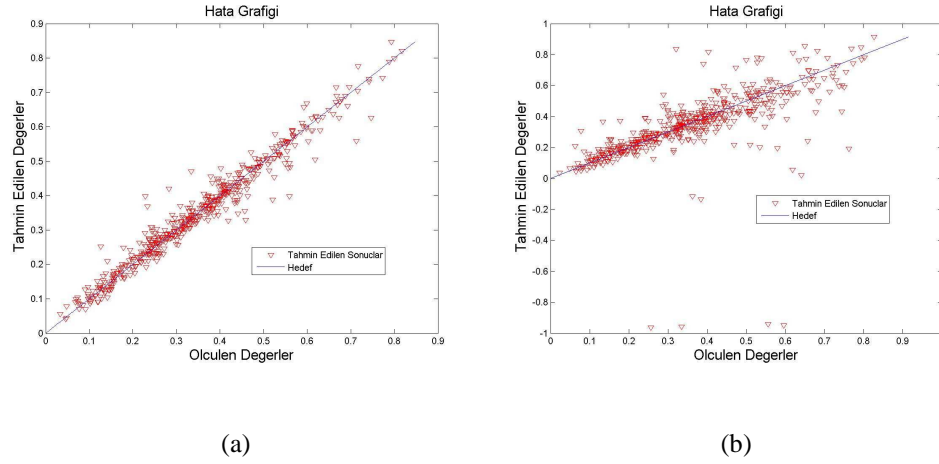 Hata Grafigi
0.9
0.8
0.7
0.6
0.5
0.4
0.3
0.2
0.1
0
Tahmin Edilen Degerler
Tahmin Edilen Sonuclar
Hedef
0 0.1 0.2 0.3 0.4 0.5 0.6 0.7 0.8 0.9
Olculen Degerler
(a)
Hata Grafigi
1
0.8
0.6
0.4
0.2
0
-0.2
-0.4
-0.6
-0.8
-1
Tahmin Edilen Degerler
Tahmin Edilen Sonuclar
Hedef
0 0.1 0.2 0.3 0.4 0.5 0.6 0.7 0.8 0.9 1
Olculen Degerler
(b)